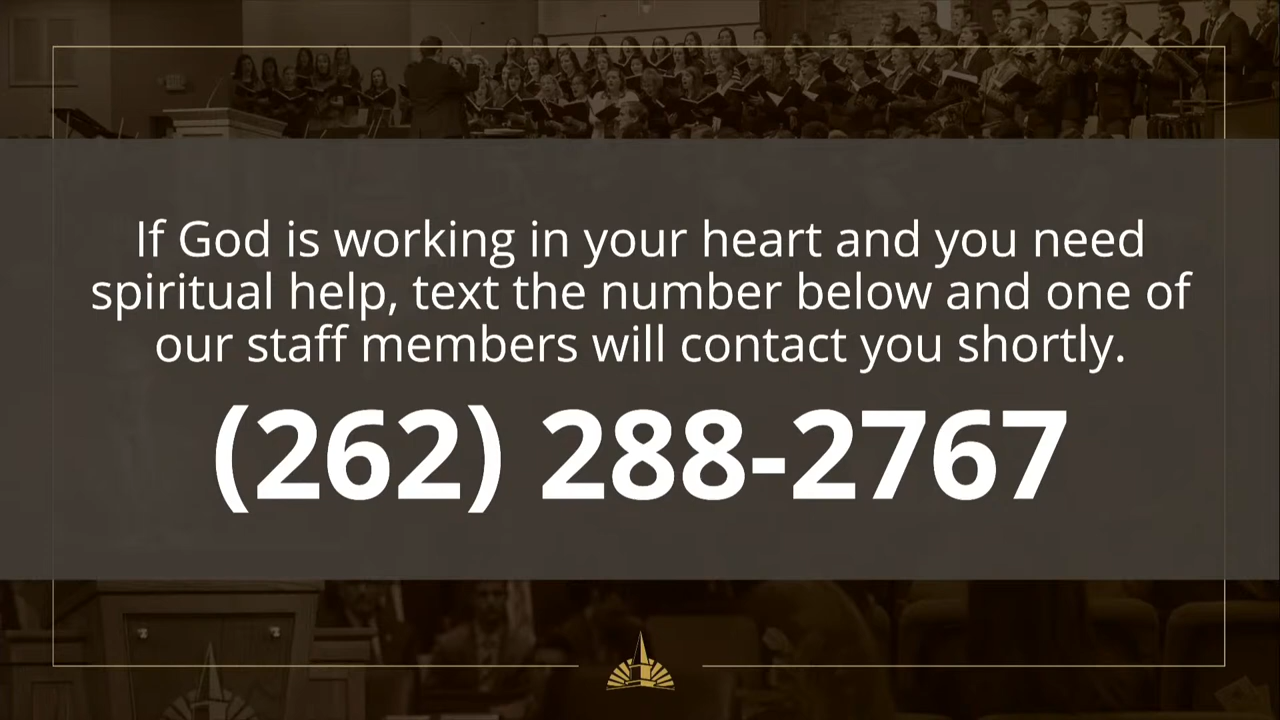 If God is working in your heart and you need
spiritual help, text the number below and one of
our staff members will contact you shortly.
(262) 288-2767